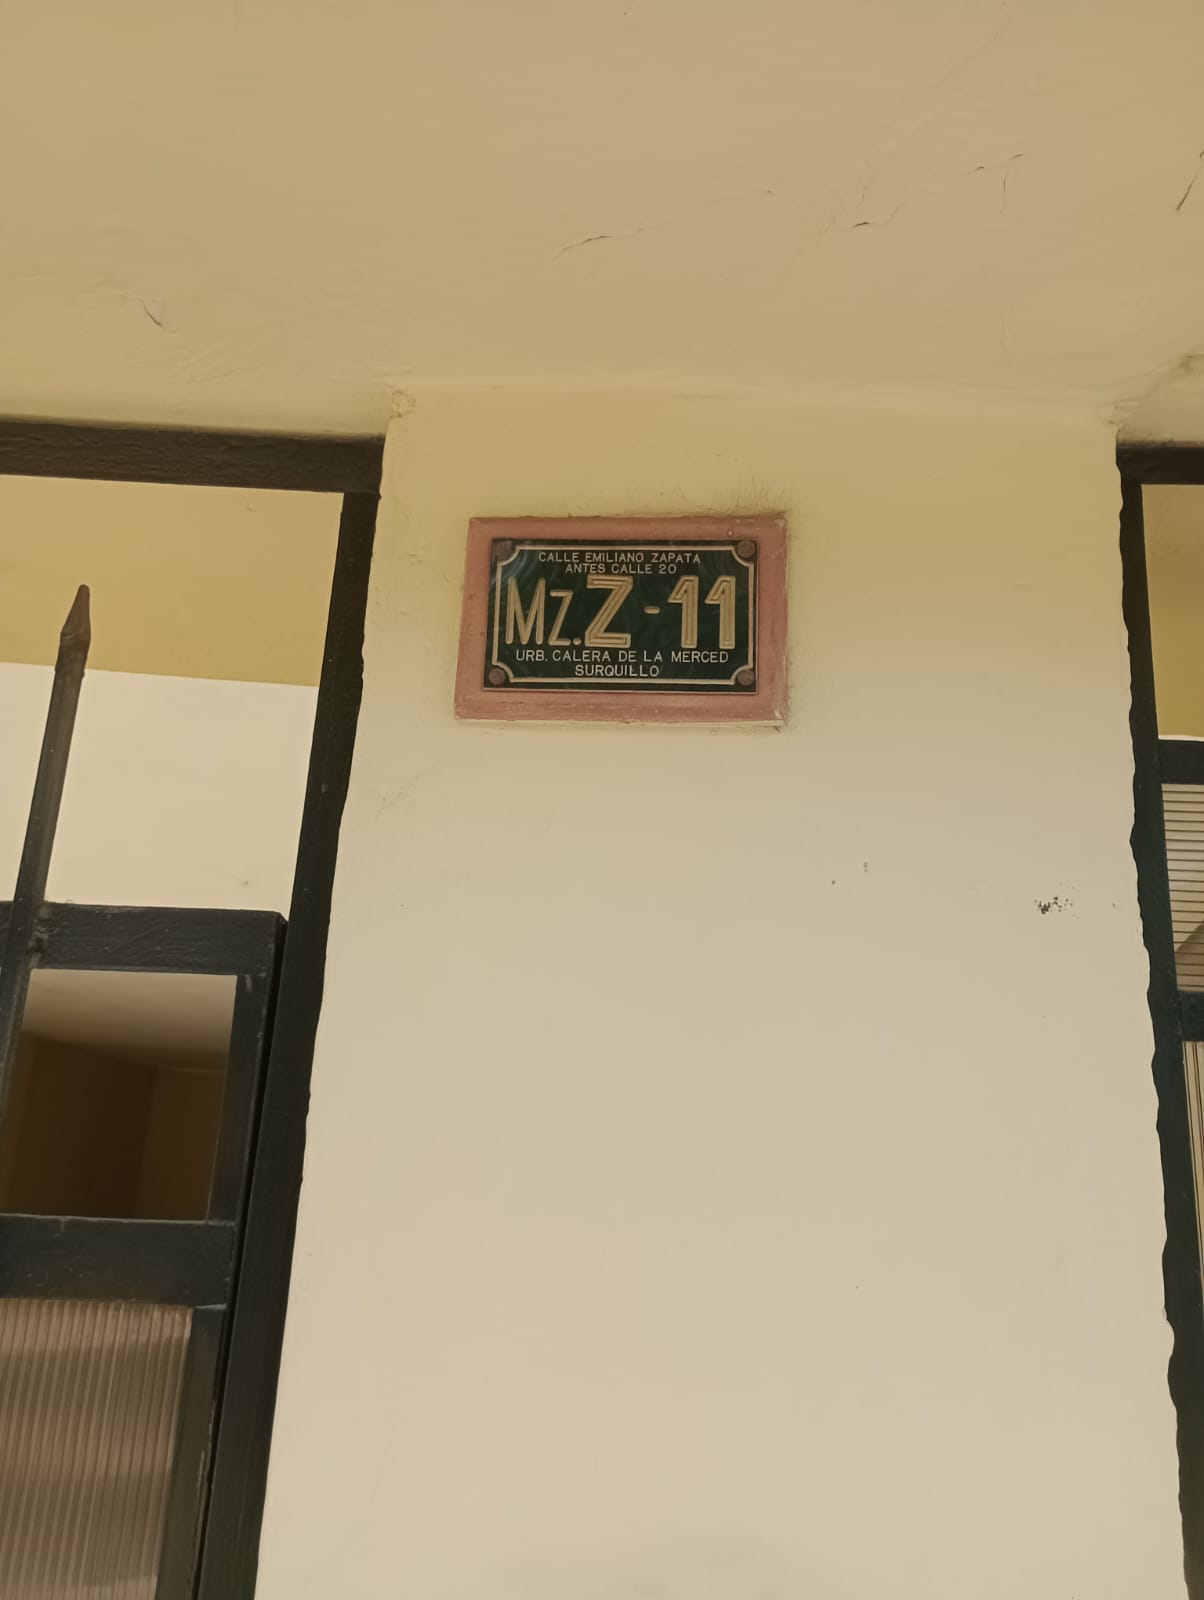 CALLE EMILIANO ZAPATA
ANTES CALLE 20
Mz.Z-11
URB. CALERA DE LA MERCED
SURQUILLO